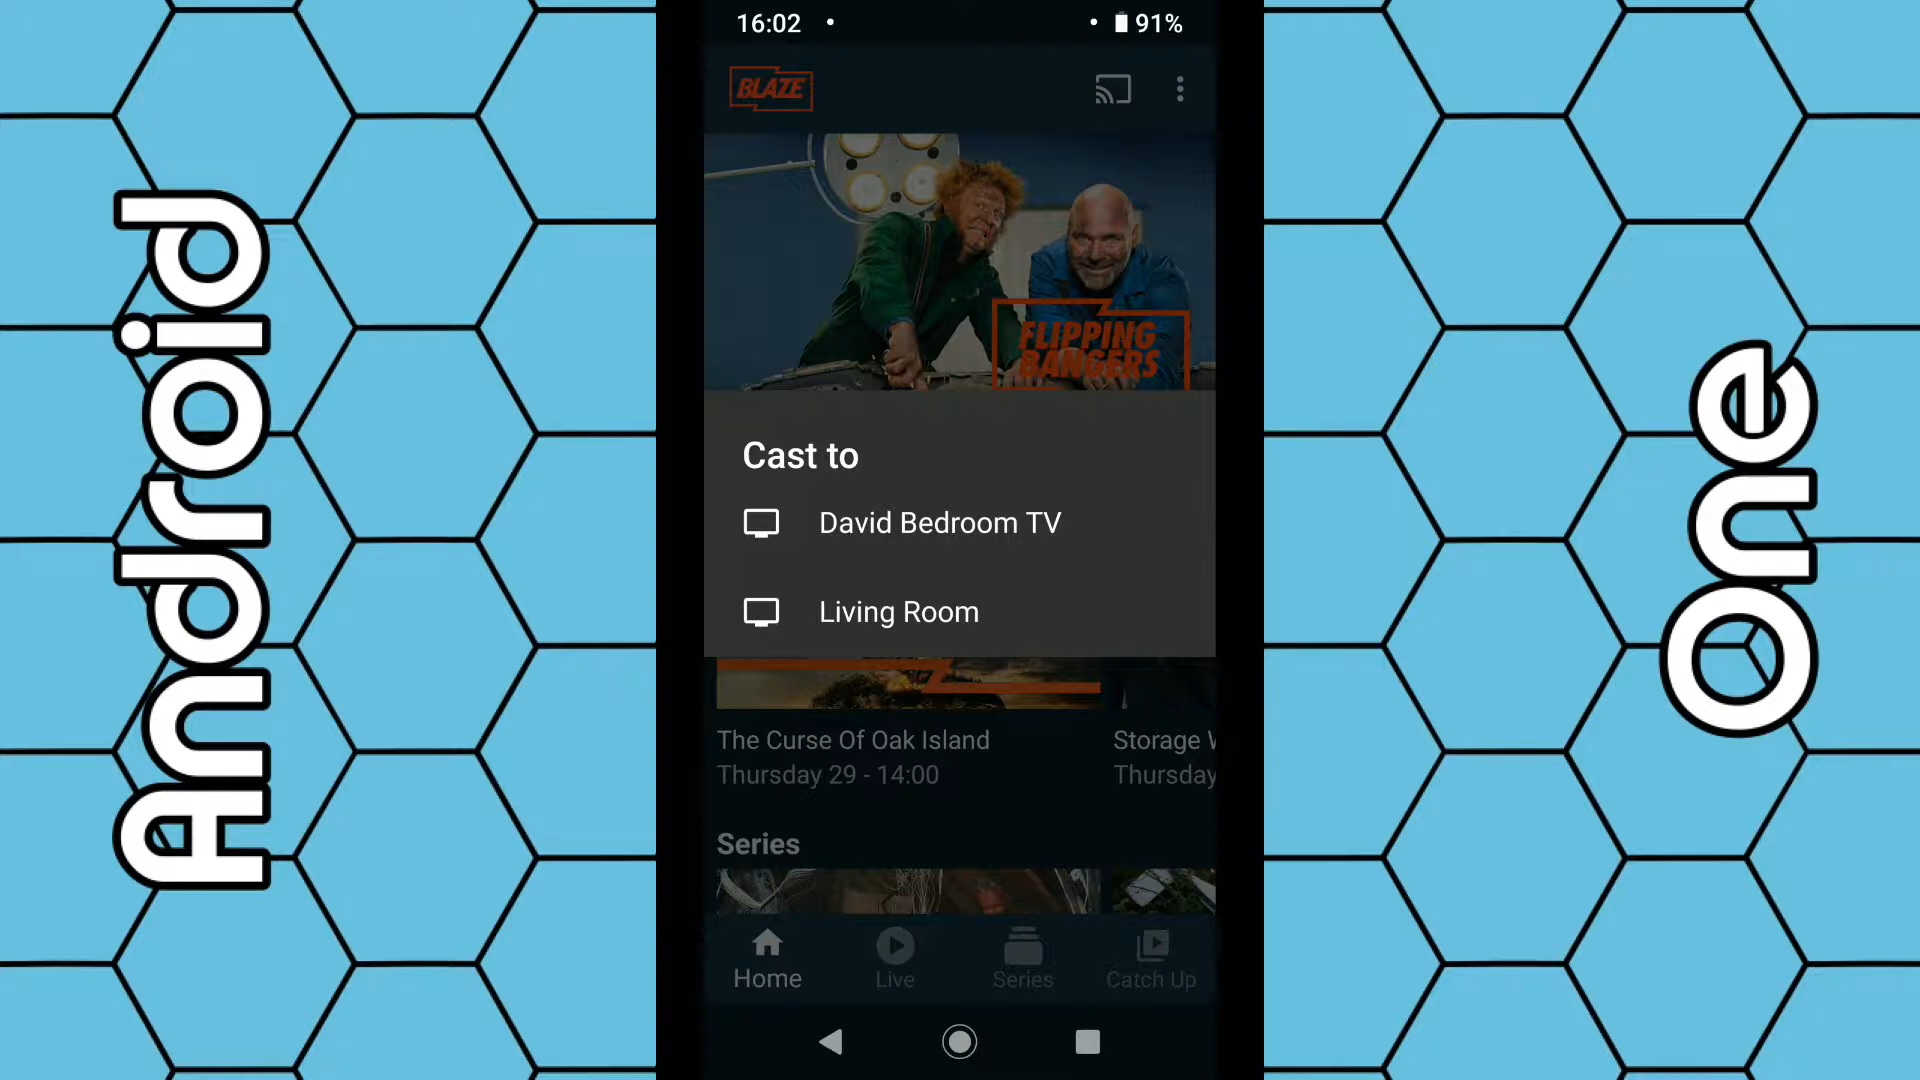 Android
16:02
91%
BLAZE
FLIPPING
BANGERS
Cast to
David Bedroom TV
Living Room
The Curse Of Oak Island
Thursday 29 - 14:00
Storage
Thursday
Series
Home
Live
Series
Catch Up
One